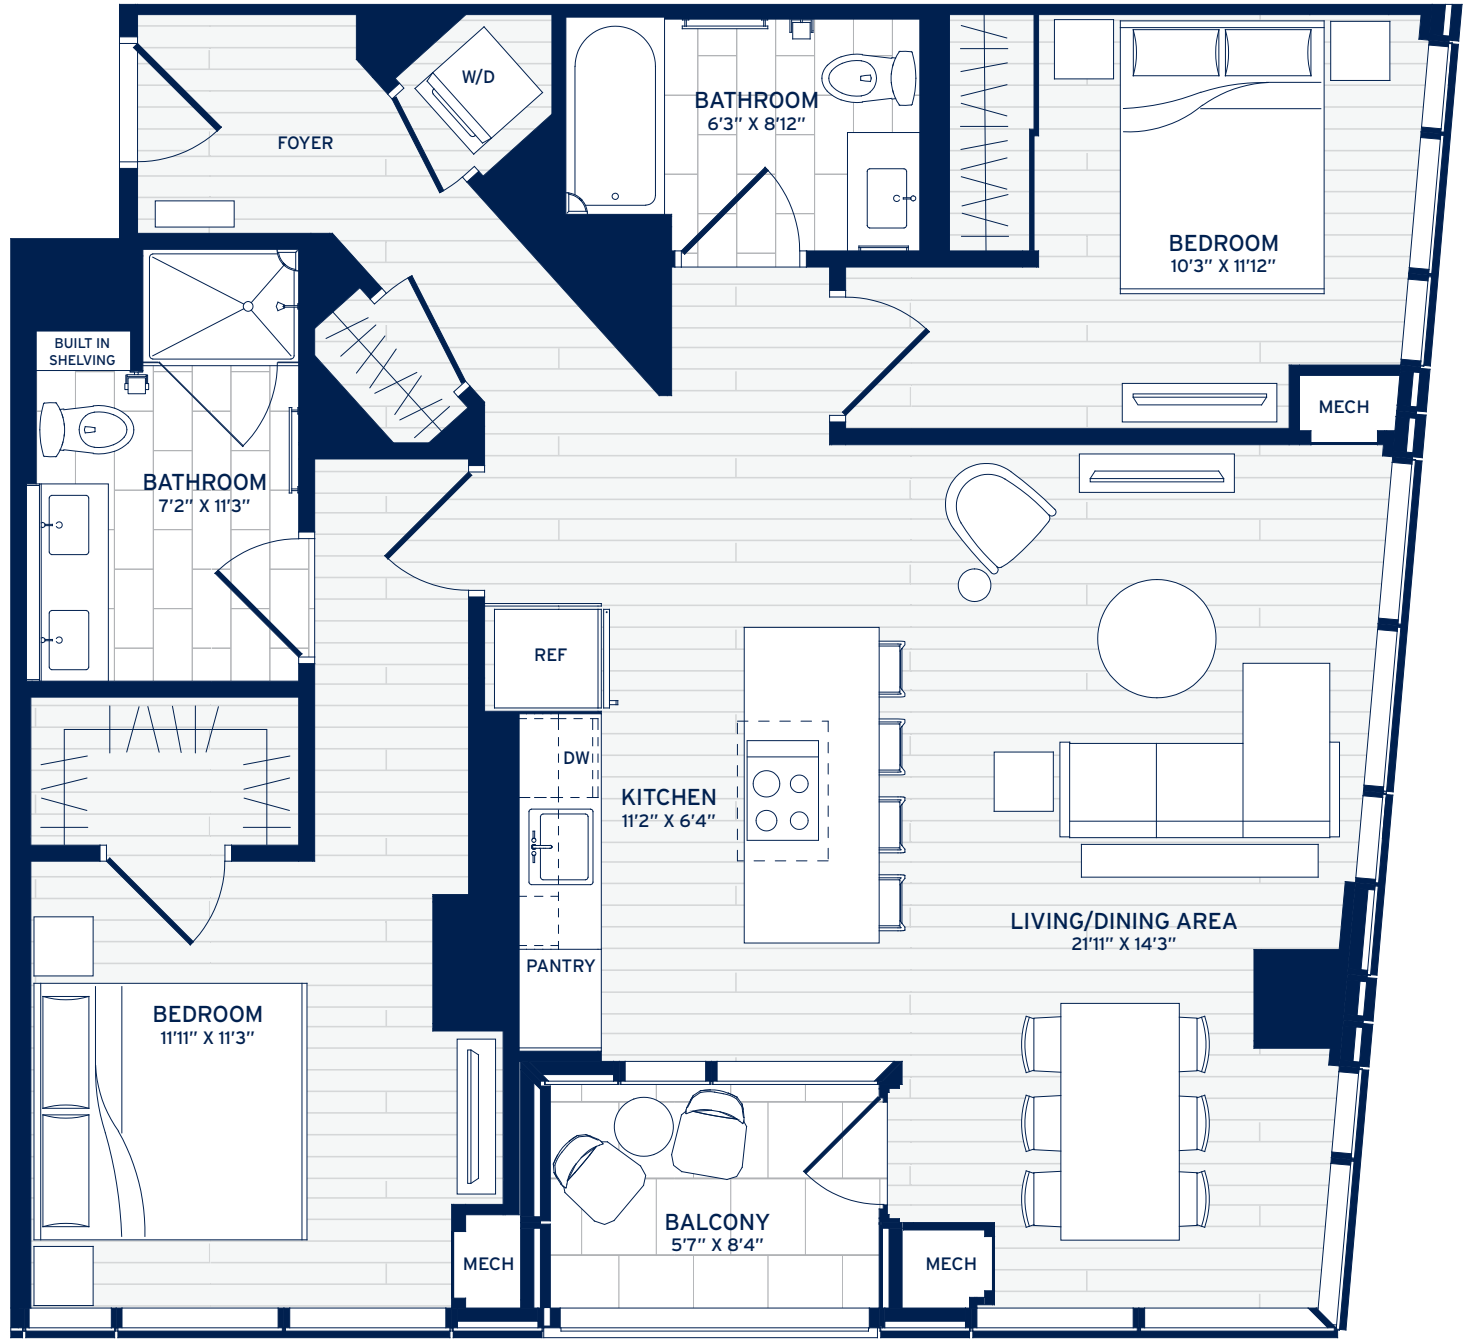 W/D
FOYER
BATHROOM
6'3" X 8'12"
BEDROOM
10'3" X 11'12"
BUILT IN
SHELVING
MECH
BATHROOM
7'2" X 11'3"
REF
DW
KITCHEN
11'2" X 6'4"
LIVING/DINING AREA
21'11" X 14'3"
PANTRY
BEDROOM
11'11" X 11'3"
BALCONY
5'7" X 8'4"
MECH
MECH